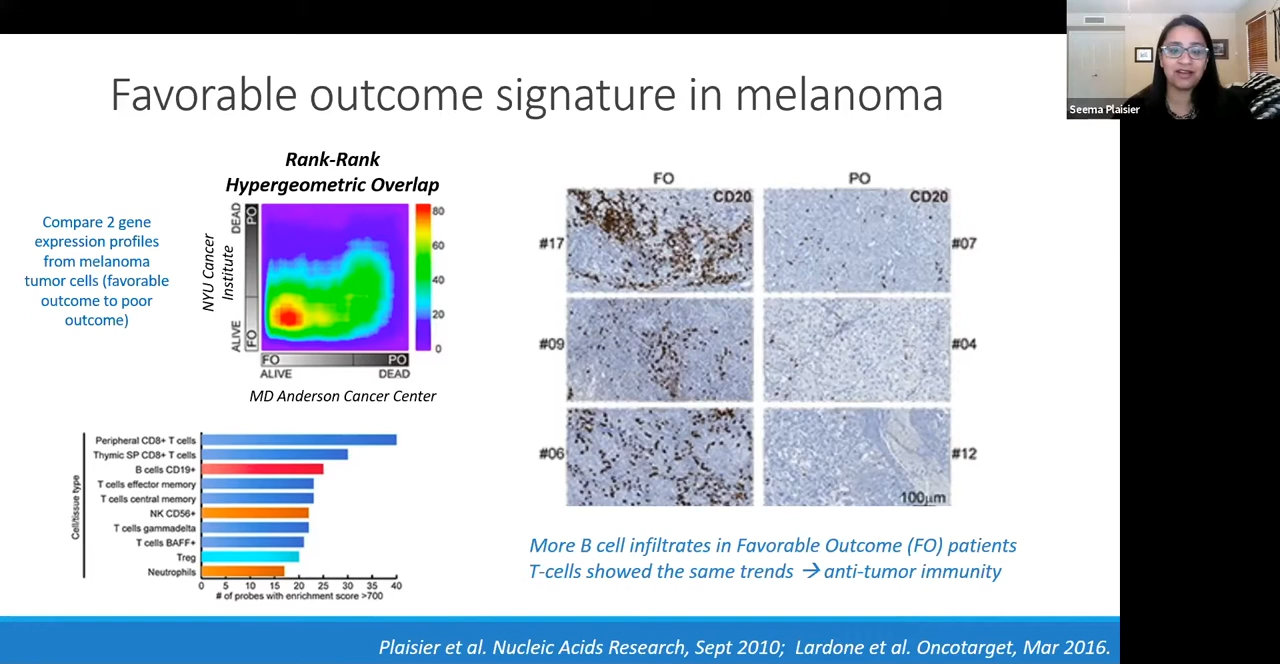 Favorable outcome signature in melanoma
Seema Plaisier
Rank-Rank
Hypergeometric Overlap
Compare 2 gene
expression profiles
from melanoma
tumor cells (favorable
outcome to poor
outcome)
NYU Cancer
Institute
DEAD
PO
ALIVE
FO
80
60
40
20
0
FO
PO
ALIVE
DEAD
MD Anderson Cancer Center
Cell/tissue type
Peripheral CD8+ T cells
Thymic SP CD8+ T cells
B cells CD19+
T cells effector memory
T cells central memory
NK CD56+
T cells gammadelta
T cells BAFF+
Treg
Neutrophils
0 5 10 15 20 25 30 35 40
# of probes with enrichment score >700
FO
PO
CD20
CD20
#17
#07
#09
#04
#06
#12
100µm
More B cell infiltrates in Favorable Outcome (FO) patients
T-cells showed the same trends → anti-tumor immunity
Plaisier et al. Nucleic Acids Research, Sept 2010; Lardone et al. Oncotarget, Mar 2016.